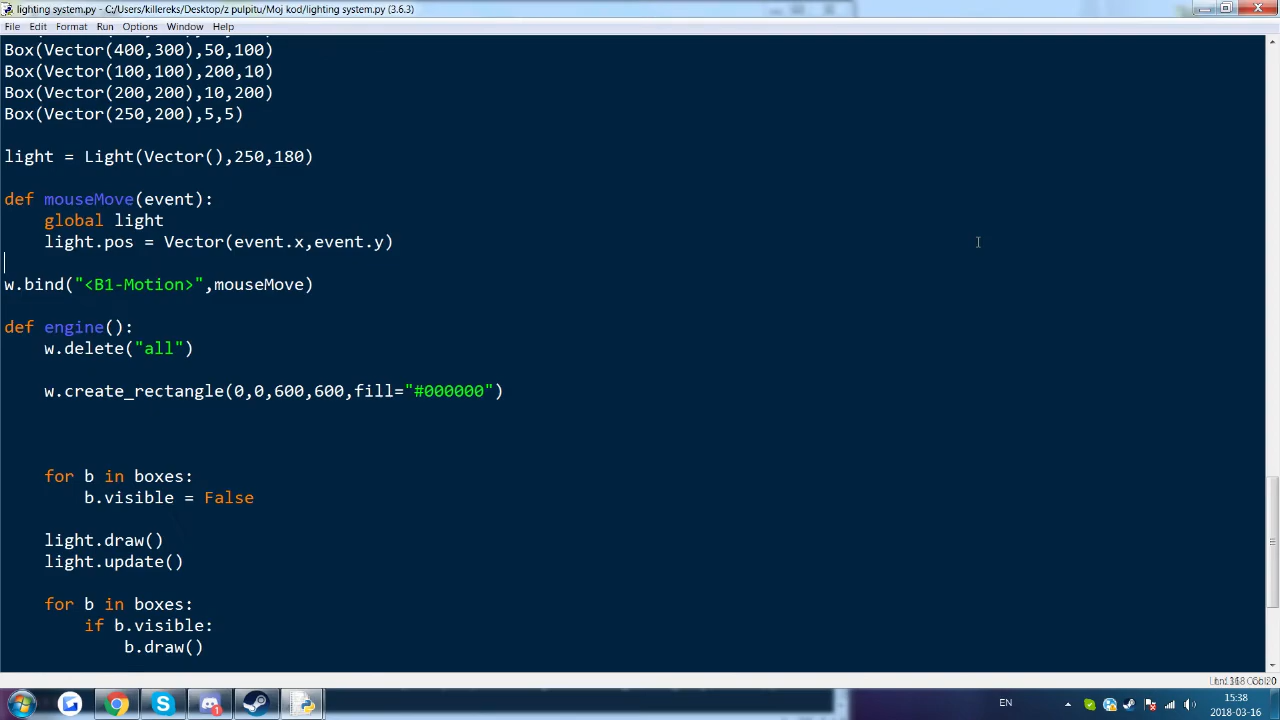 lighting system.py - C:/Users/killereks/Desktop/z pulpitu/Moj kod/lighting system.py (3.6.3)
File Edit Format Run Options Window Help
Box(Vector(400,300),50,100)
Box(Vector(100,100),200,10)
Box(Vector(200,200),10,200)
Box(Vector(250,200),5,5)
light = Light(Vector(),250,180)
def mouseMove(event):
global light
light.pos = Vector(event.x,event.y)
w.bind("<B1-Motion>",mouseMove)
def engine():
w.delete("all")
w.create_rectangle(0,0,600,600,fill="#000000")
for b in boxes:
b.visible = False
light.draw()
light.update()
for b in boxes:
if b.visible:
b.draw()
EN
15:38
2018-03-16